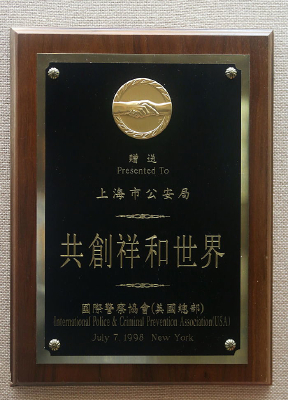 贈 送
Presented To
上海市公安局
共創祥和世界
國際警察協會(美國總部)
International Police & Criminal Prevention Association(USA)
July 7 1998 New York